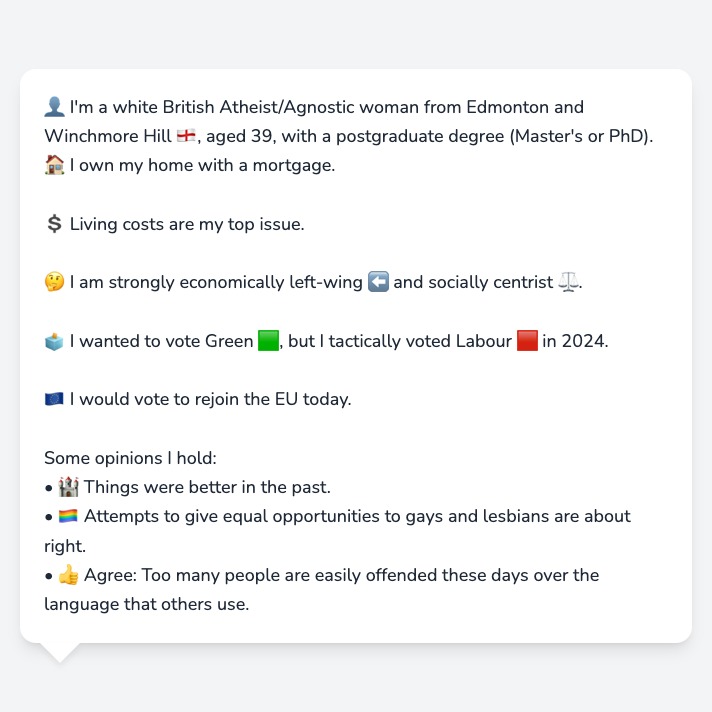 👤 I'm a white British Atheist/Agnostic woman from Edmonton and
Winchmore Hill 🏴󠁧󠁢󠁥󠁮󠁧󠁿, aged 39, with a postgraduate degree (Master's or PhD).
🏠 I own my home with a mortgage.
💲 Living costs are my top issue.
🤔 I am strongly economically left-wing ⬅️ and socially centrist ⚖️.
🗳️ I wanted to vote Green 🟩, but I tactically voted Labour 🟥 in 2024.
🇪🇺 I would vote to rejoin the EU today.
Some opinions I hold:
• 🏰 Things were better in the past.
• 🏳️‍🌈 Attempts to give equal opportunities to gays and lesbians are about
right.
• 👍 Agree: Too many people are easily offended these days over the
language that others use.